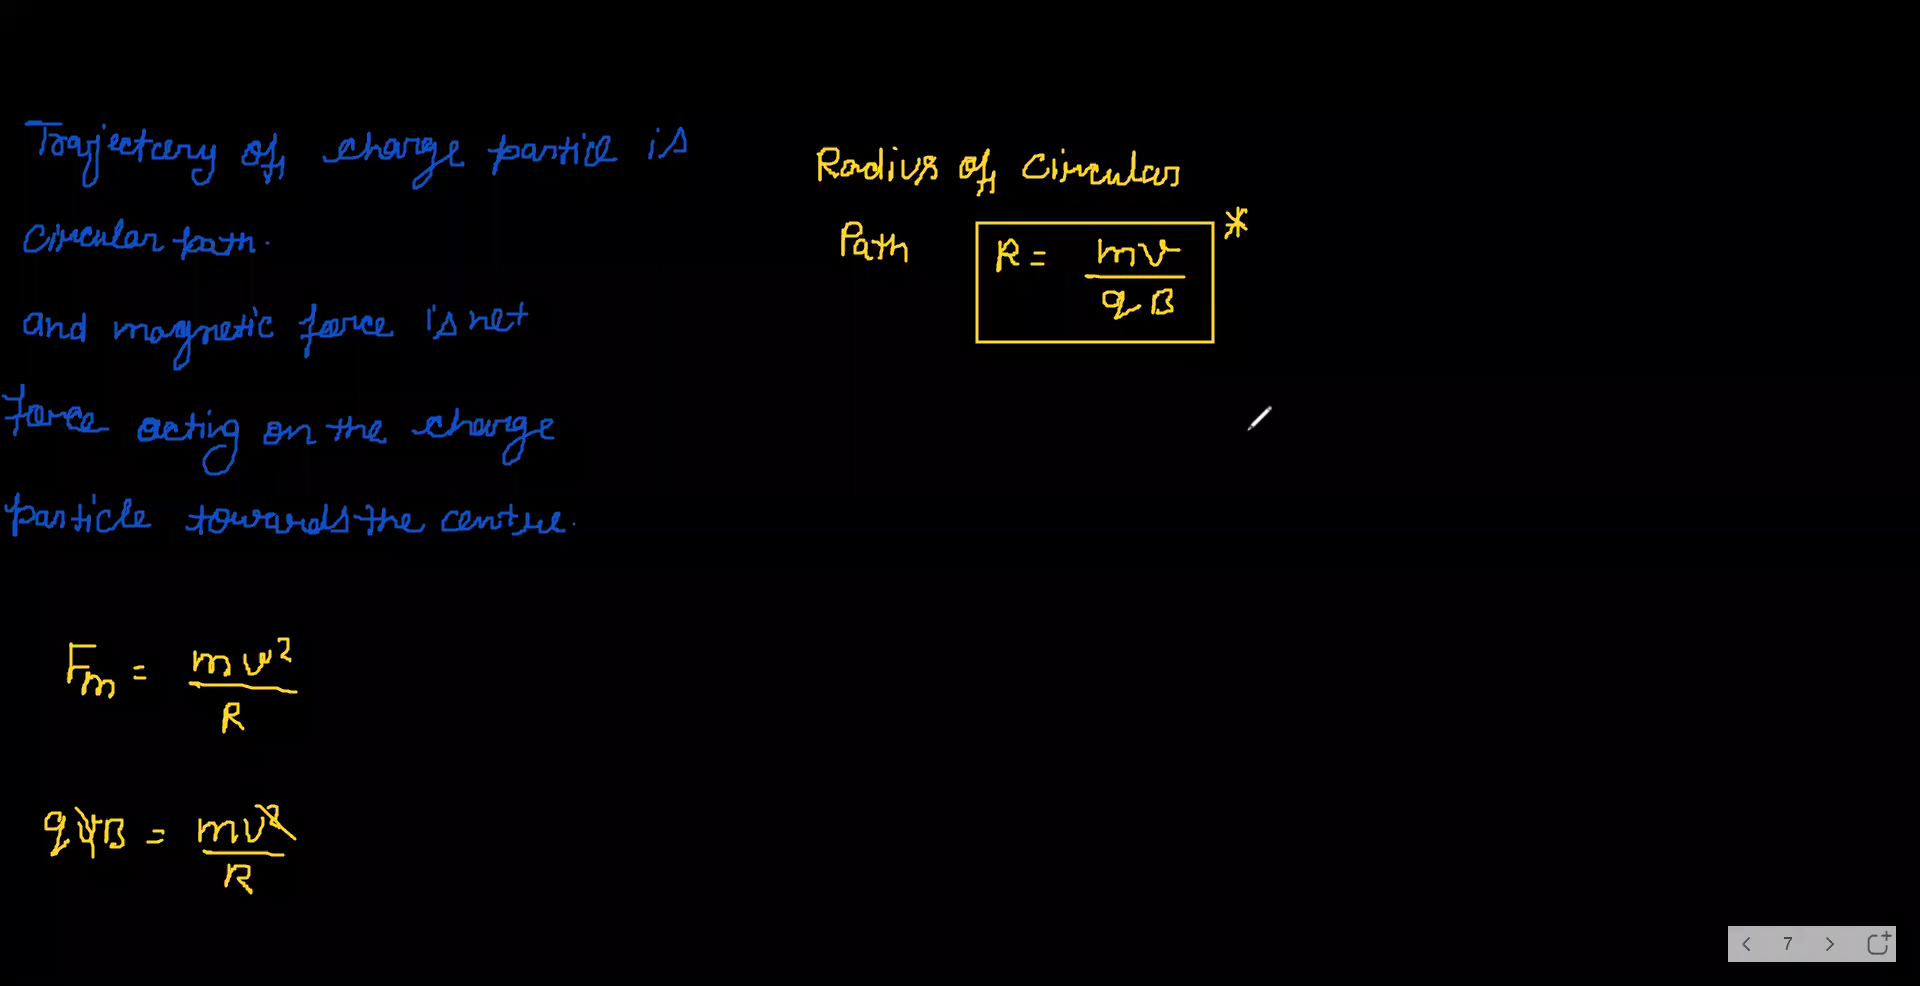 Trajectory of charge particle is
circular path.
and magnetic force is net
force acting on the charge
particle towards the centre.
Fm = mv²/R
qvB = mv²/R
Radius of Circular
Path R = mv/qB *
7